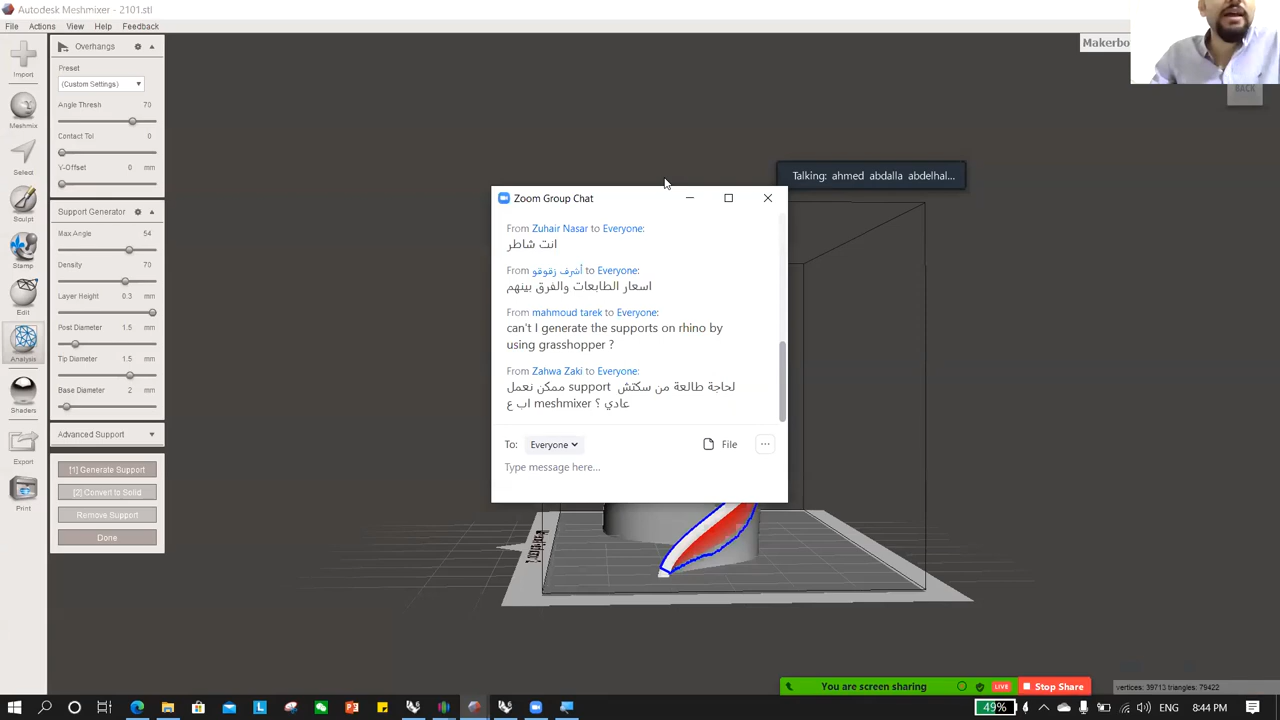 Autodesk Meshmixer - 2101.stl
File Actions View Help Feedback
Import
Meshmix
Select
Sculpt
Stamp
Edit
Analysis
Shaders
Export
Print
Overhangs
Preset
(Custom Settings)
Angle Thresh 70
Contact Tol 0
Y-Offset 0 mm
Support Generator
Max Angle 54
Density 70
Layer Height 0.3 mm
Post Diameter 1.5 mm
Tip Diameter 1.5 mm
Base Diameter 2 mm
Advanced Support
[1] Generate Support
[2] Convert to Solid
Remove Support
Done
Makerbo
BACK
Talking: ahmed abdalla abdelhal...
Zoom Group Chat
From Zuhair Nasar to Everyone:
انت شاطر
From أشرف زقوقو to Everyone:
اسعار الطابعات والفرق بينهم
From mahmoud tarek to Everyone:
can't I generate the supports on rhino by
using grasshopper ?
From Zahwa Zaki to Everyone:
ممكن نعمل support لحاجة طالعة من سكتش
اب ع meshmixer عادي ؟
To: Everyone File ...
Type message here...
You are screen sharing LIVE Stop Share
vertices: 39713 triangles: 79422
49% ENG 8:44 PM